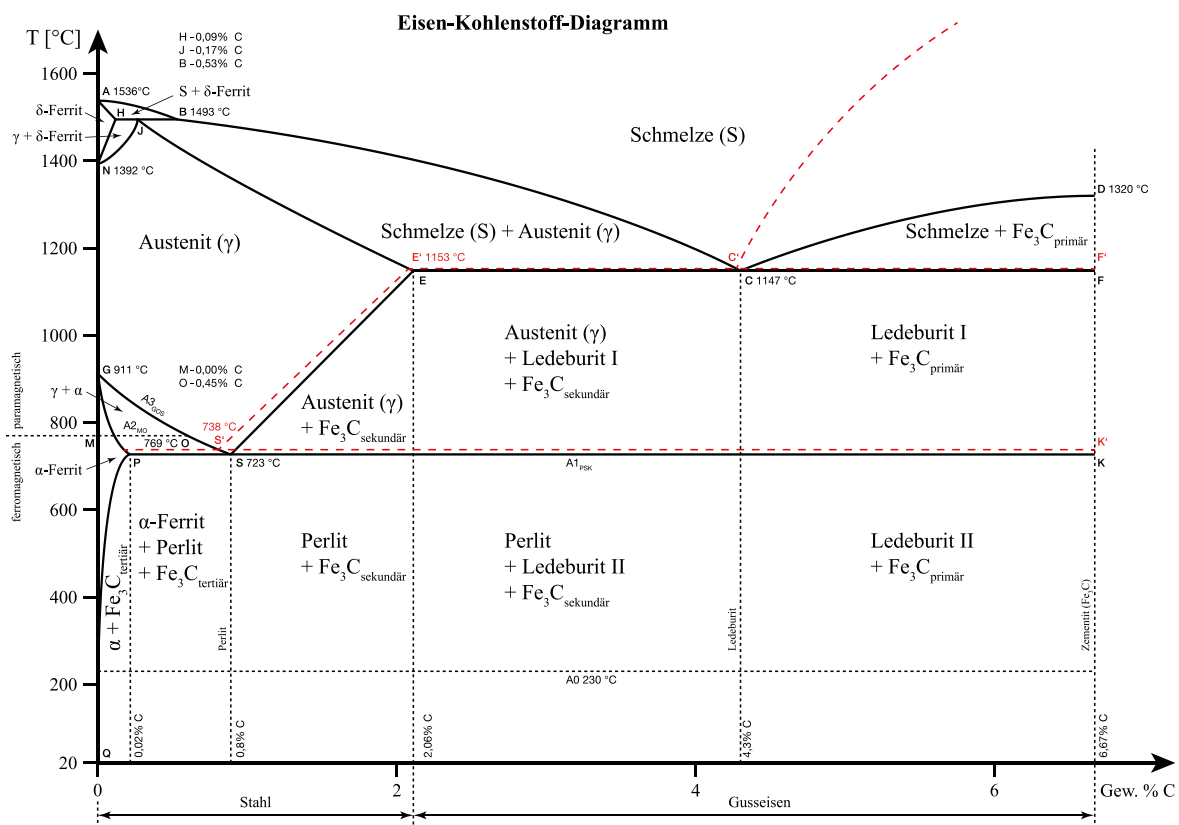 Eisen-Kohlenstoff-Diagramm
T [°C]
H - 0,09% C
J - 0,17% C
B - 0,53% C
1600
A 1536°C
S + δ-Ferrit
δ-Ferrit
H
B 1493 °C
γ + δ-Ferrit
J
Schmelze (S)
1400
N 1392 °C
D 1320 °C
Austenit (γ)
Schmelze (S) + Austenit (γ)
Schmelze + Fe3Cprimär
1200
E' 1153 °C
C'
F'
E
C 1147 °C
F
1000
Austenit (γ)
+ Ledeburit I
+ Fe3Csekundär
Ledeburit I
+ Fe3Cprimär
G 911 °C
M - 0,00% C
O - 0,45% C
γ + α
A3GOS
Austenit (γ)
+ Fe3Csekundär
800
A2MO
738 °C
S'
paramagnetisch
ferromagnetisch
M
769 °C O
K'
α-Ferrit
P
S 723 °C
A1PSK
K
600
α + Fe3Ctertiär
α-Ferrit
+ Perlit
+ Fe3Ctertiär
Perlit
+ Fe3Csekundär
Perlit
+ Ledeburit II
+ Fe3Csekundär
Ledeburit II
+ Fe3Cprimär
400
Perlit
Ledeburit
Zementit (Fe3C)
200
A0 230 °C
Q
0,02% C
0,8% C
2,06% C
4,3% C
6,67% C
20
0
2
4
6
Gew. % C
Stahl
Gusseisen